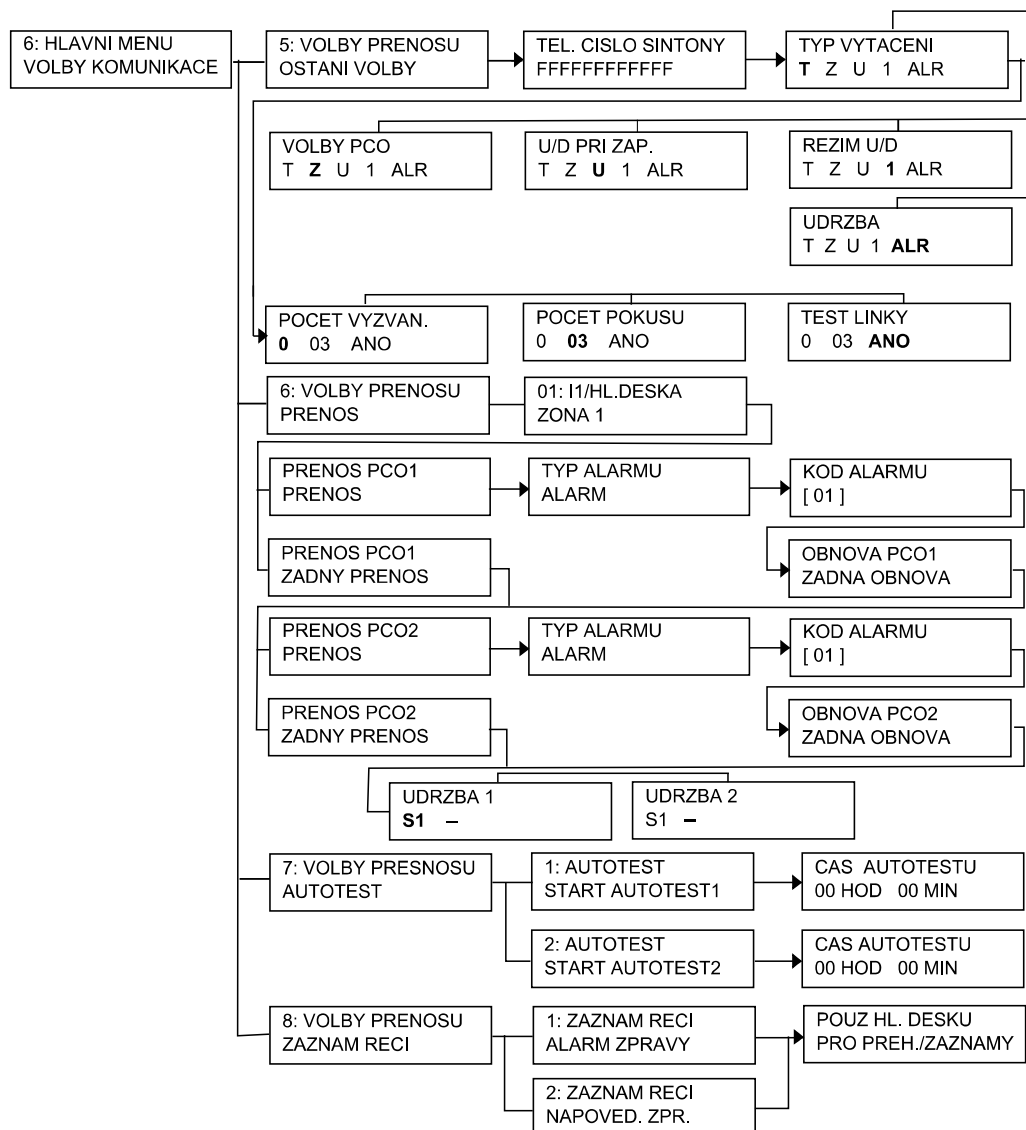 6: HLAVNI MENU
VOLBY KOMUNIKACE
5: VOLBY PRENOSU
OSTANI VOLBY
TEL. CISLO SINTONY
FFFFFFFFFFFF
TYP VYTACENI
T Z U 1 ALR
VOLBY PCO
T Z U 1 ALR
U/D PRI ZAP.
T Z U 1 ALR
REZIM U/D
T Z U 1 ALR
UDRZBA
T Z U 1 ALR
POCET VYZVAN.
0 03 ANO
POCET POKUSU
0 03 ANO
TEST LINKY
0 03 ANO
6: VOLBY PRENOSU
PRENOS
01: I1/HL.DESKA
ZONA 1
PRENOS PCO1
PRENOS
TYP ALARMU
ALARM
KOD ALARMU
[ 01 ]
PRENOS PCO1
ZADNY PRENOS
OBNOVA PCO1
ZADNA OBNOVA
PRENOS PCO2
PRENOS
TYP ALARMU
ALARM
KOD ALARMU
[ 01 ]
PRENOS PCO2
ZADNY PRENOS
OBNOVA PCO2
ZADNA OBNOVA
UDRZBA 1
S1 –
UDRZBA 2
S1 –
7: VOLBY PRESNOSU
AUTOTEST
1: AUTOTEST
START AUTOTEST1
CAS AUTOTESTU
00 HOD 00 MIN
2: AUTOTEST
START AUTOTEST2
CAS AUTOTESTU
00 HOD 00 MIN
8: VOLBY PRENOSU
ZAZNAM RECI
1: ZAZNAM RECI
ALARM ZPRAVY
POUZ HL. DESKU
PRO PREH./ZAZNAMY
2: ZAZNAM RECI
NAPOVED. ZPR.